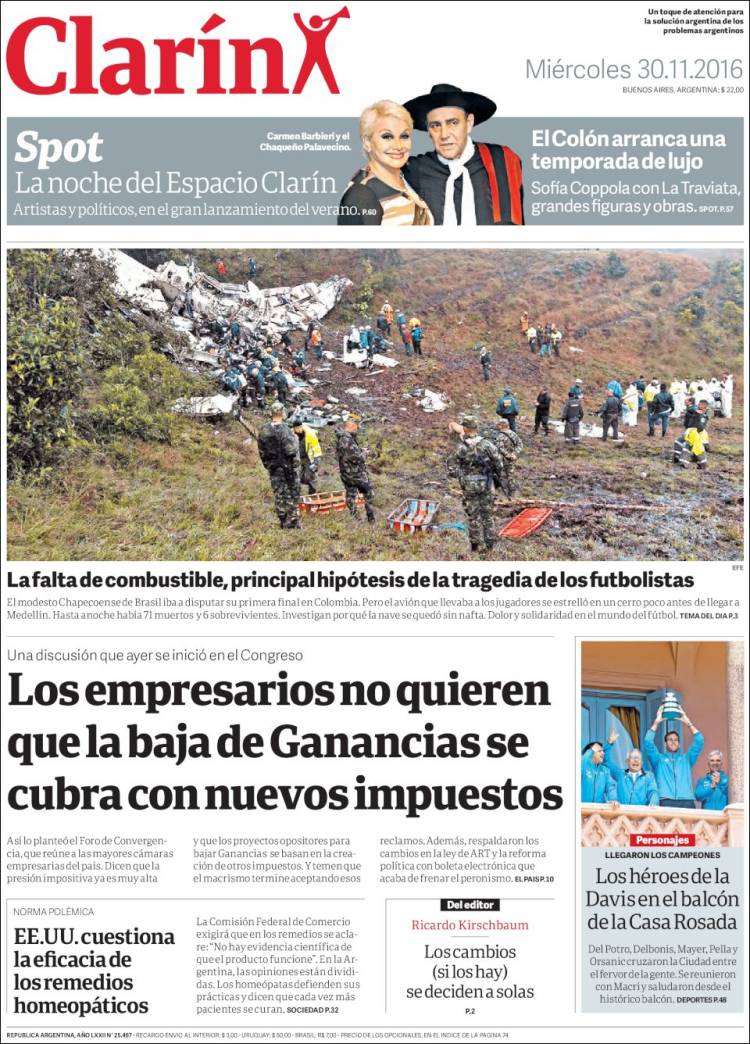 Clarín
Un toque de atención para
la solución argentina de los
problemas argentinos
Miércoles 30.11.2016
BUENOS AIRES, ARGENTINA: $ 22,00
Spot
La noche del Espacio Clarín
Artistas y políticos, en el gran lanzamiento del verano. P.60
Carmen Barbieri y el
Chaqueño Palavecino.
El Colón arranca una
temporada de lujo
Sofía Coppola con La Traviata,
grandes figuras y obras. SPOT. P.57
EFE
La falta de combustible, principal hipótesis de la tragedia de los futbolistas
El modesto Chapecoense de Brasil iba a disputar su primera final en Colombia. Pero el avión que llevaba a los jugadores se estrelló en un cerro poco antes de llegar a
Medellín. Hasta anoche había 71 muertos y 6 sobrevivientes. Investigan por qué la nave se quedó sin nafta. Dolor y solidaridad en el mundo del fútbol. TEMA DEL DIA P.3
Una discusión que ayer se inició en el Congreso
Los empresarios no quieren
que la baja de Ganancias se
cubra con nuevos impuestos
Así lo planteó el Foro de Convergen-
cia, que reúne a las mayores cámaras
empresarias del país. Dicen que la
presión impositiva ya es muy alta
y que los proyectos opositores para
bajar Ganancias se basan en la crea-
ción de otros impuestos. Y temen que
el macrismo termine aceptando esos
reclamos. Además, respaldaron los
cambios en la ley de ART y la reforma
política con boleta electrónica que
acaba de frenar el peronismo. EL PAIS P.10
NORMA POLÉMICA
EE.UU. cuestiona
la eficacia de
los remedios
homeopáticos
La Comisión Federal de Comercio
exigirá que en los remedios se acla-
re: “No hay evidencia científica de
que el producto funcione”. En la Ar-
gentina, las opiniones están dividi-
das. Los homeópatas defienden sus
prácticas y dicen que cada vez más
pacientes se curan. SOCIEDAD P.32
Del editor
Ricardo Kirschbaum
Los cambios
(si los hay)
se deciden a solas
P.2
Personajes
LLEGARON LOS CAMPEONES
Los héroes de la
Davis en el balcón
de la Casa Rosada
Del Potro, Delbonis, Mayer, Pella y
Orsanic cruzaron la Ciudad entre
el fervor de la gente. Se reunieron
con Macri y saludaron desde el
histórico balcón. DEPORTES P.48
REPUBLICA ARGENTINA, AÑO LXXII N° 25.497 - RECARGO ENVIO AL INTERIOR: $ 3,00 - URUGUAY: $ 50,00 - BRASIL: R$ 7,00 - PRECIO DE LOS OPCIONALES, EN EL INDICE DE LA PAGINA 74.